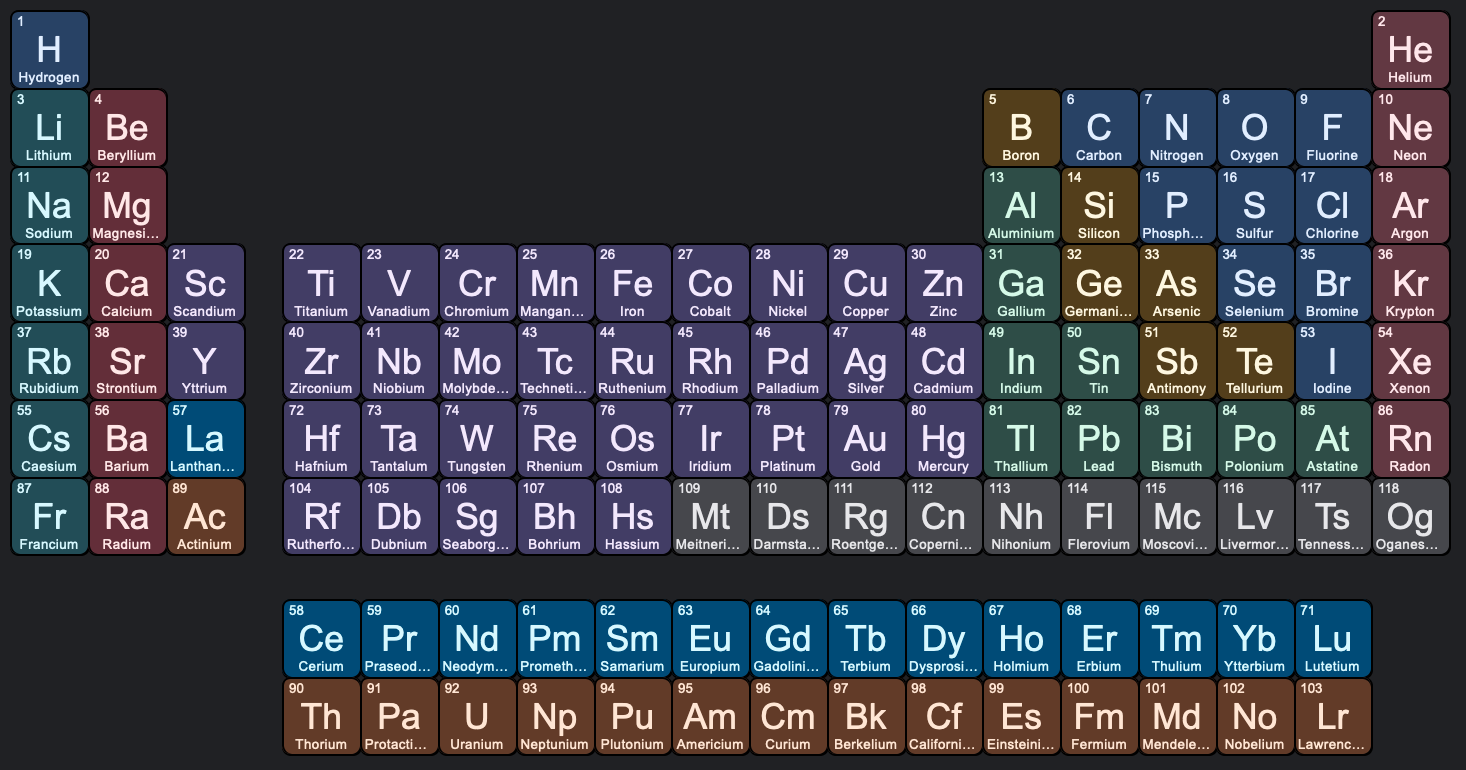 1 2
H He
Hydrogen Helium
3 4 5 6 7 8 9 10
Li Be B C N O F Ne
Lithium Beryllium Boron Carbon Nitrogen Oxygen Fluorine Neon
11 12 13 14 15 16 17 18
Na Mg Al Si P S Cl Ar
Sodium Magnesi... Aluminium Silicon Phosph... Sulfur Chlorine Argon
19 20 21 22 23 24 25 26 27 28 29 30 31 32 33 34 35 36
K Ca Sc Ti V Cr Mn Fe Co Ni Cu Zn Ga Ge As Se Br Kr
Potassium Calcium Scandium Titanium Vanadium Chromium Mangan... Iron Cobalt Nickel Copper Zinc Gallium Germani... Arsenic Selenium Bromine Krypton
37 38 39 40 41 42 43 44 45 46 47 48 49 50 51 52 53 54
Rb Sr Y Zr Nb Mo Tc Ru Rh Pd Ag Cd In Sn Sb Te I Xe
Rubidium Strontium Yttrium Zirconium Niobium Molybde... Techneti... Ruthenium Rhodium Palladium Silver Cadmium Indium Tin Antimony Tellurium Iodine Xenon
55 56 57 72 73 74 75 76 77 78 79 80 81 82 83 84 85 86
Cs Ba La Hf Ta W Re Os Ir Pt Au Hg Tl Pb Bi Po At Rn
Caesium Barium Lanthan... Hafnium Tantalum Tungsten Rhenium Osmium Iridium Platinum Gold Mercury Thallium Lead Bismuth Polonium Astatine Radon
87 88 89 104 105 106 107 108 109 110 111 112 113 114 115 116 117 118
Fr Ra Ac Rf Db Sg Bh Hs Mt Ds Rg Cn Nh Fl Mc Lv Ts Og
Francium Radium Actinium Rutherfo... Dubnium Seaborg... Bohrium Hassium Meitneri... Darmsta... Roentge... Coperni... Nihonium Flerovium Moscovi... Livermor... Tenness... Oganes...
58 59 60 61 62 63 64 65 66 67 68 69 70 71
Ce Pr Nd Pm Sm Eu Gd Tb Dy Ho Er Tm Yb Lu
Cerium Praseod... Neodym... Prometh... Samarium Europium Gadolini... Terbium Dysprosi... Holmium Erbium Thulium Ytterbium Lutetium
90 91 92 93 94 95 96 97 98 99 100 101 102 103
Th Pa U Np Pu Am Cm Bk Cf Es Fm Md No Lr
Thorium Protacti... Uranium Neptunium Plutonium Americium Curium Berkelium Californi... Einsteini... Fermium Mendele... Nobelium Lawrenc...